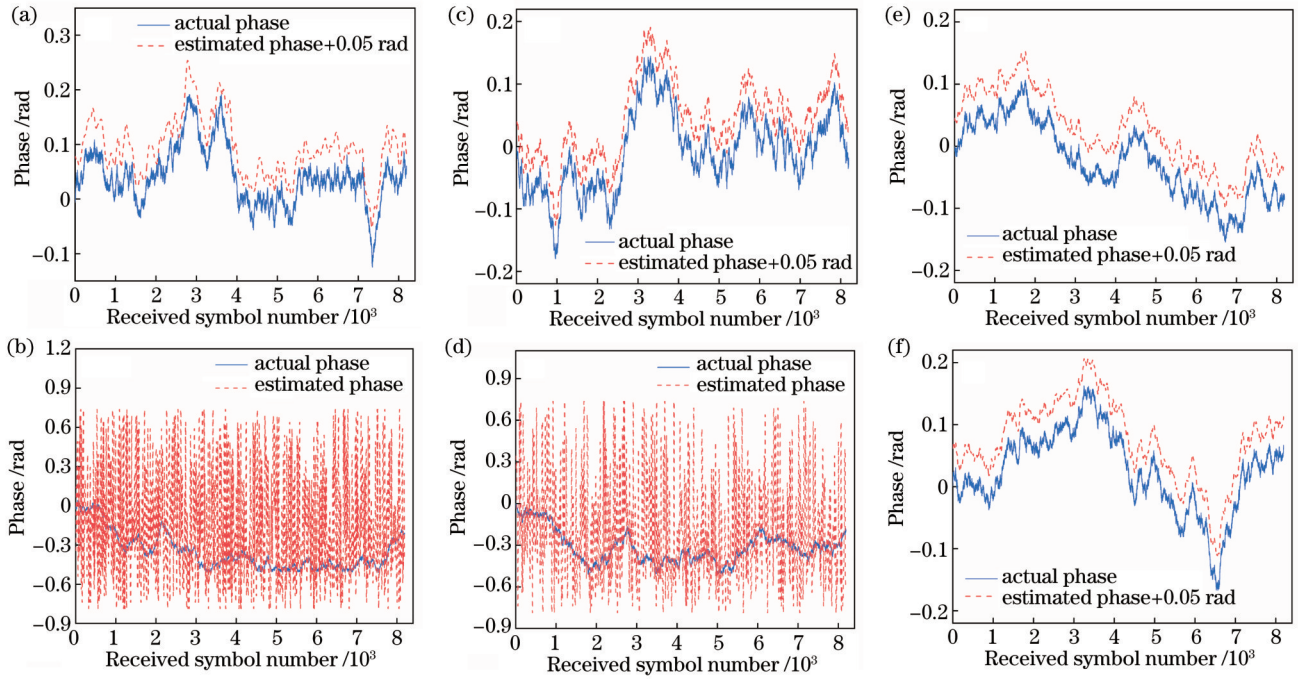 (a)
actual phase
estimated phase+0.05 rad
Phase /rad
0.3
0.2
0.1
0
−0.1
0 1 2 3 4 5 6 7 8
Received symbol number /10³
(c)
actual phase
estimated phase+0.05 rad
Phase /rad
0.2
0.1
0
−0.1
−0.2
0 1 2 3 4 5 6 7 8
Received symbol number /10³
(e)
actual phase
estimated phase+0.05 rad
Phase /rad
0.2
0.1
0
−0.1
−0.2
0 1 2 3 4 5 6 7 8
Received symbol number /10³
(b)
actual phase
estimated phase
Phase /rad
1.2
0.9
0.6
0.3
0
−0.3
−0.6
−0.9
0 1 2 3 4 5 6 7 8
Received symbol number /10³
(d)
actual phase
estimated phase
Phase /rad
0.9
0.6
0.3
0
−0.3
−0.6
−0.9
0 1 2 3 4 5 6 7 8
Received symbol number /10³
(f)
actual phase
estimated phase+0.05 rad
Phase /rad
0.2
0.1
0
−0.1
−0.2
0 1 2 3 4 5 6 7 8
Received symbol number /10³